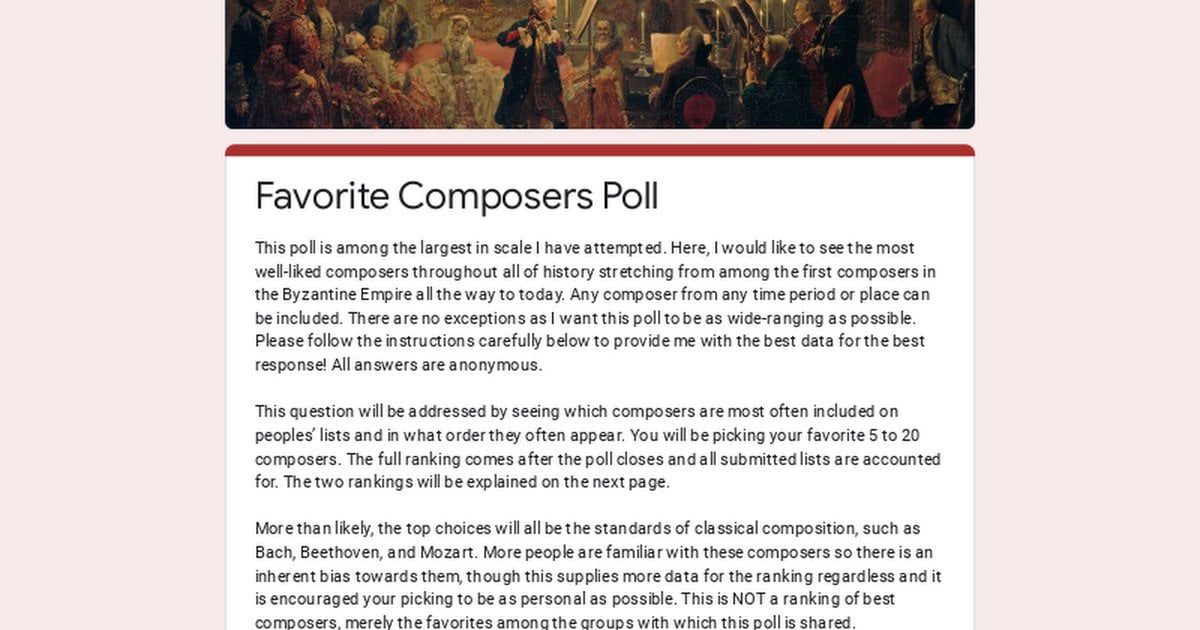 Favorite Composers Poll
This poll is among the largest in scale I have attempted. Here, I would like to see the most
well-liked composers throughout all of history stretching from among the first composers in
the Byzantine Empire all the way to today. Any composer from any time period or place can
be included. There are no exceptions as I want this poll to be as wide-ranging as possible.
Please follow the instructions carefully below to provide me with the best data for the best
response! All answers are anonymous.
This question will be addressed by seeing which composers are most often included on
peoples’ lists and in what order they often appear. You will be picking your favorite 5 to 20
composers. The full ranking comes after the poll closes and all submitted lists are accounted
for. The two rankings will be explained on the next page.
More than likely, the top choices will all be the standards of classical composition, such as
Bach, Beethoven, and Mozart. More people are familiar with these composers so there is an
inherent bias towards them, though this supplies more data for the ranking regardless and it
is encouraged your picking to be as personal as possible. This is NOT a ranking of best
composers, merely the favorites among the groups with which this poll is shared.